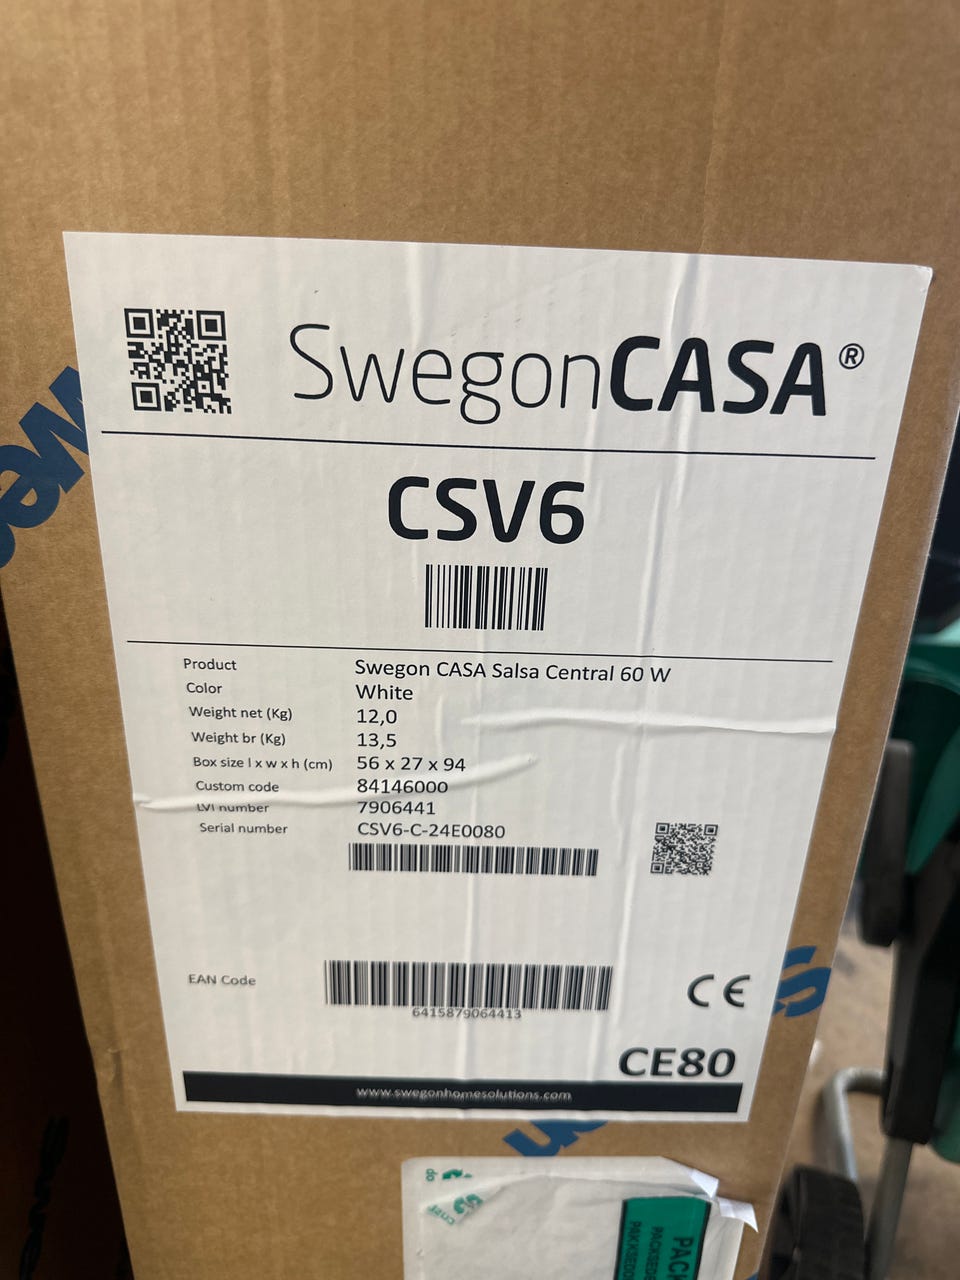 SwegonCASA®
CSV6
Product Swegon CASA Salsa Central 60 W
Color White
Weight net (Kg) 12,0
Weight br (Kg) 13,5
Box size l x w x h (cm) 56 x 27 x 94
Custom code 84146000
LVI number 7906441
Serial number CSV6-C-24E0080
EAN Code
6415879064413
CE
CE80
www.swegonhomesolutions.com